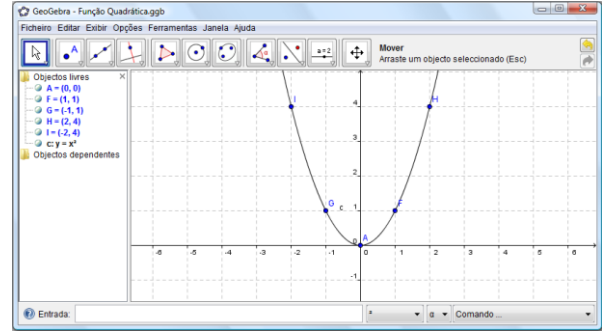 GeoGebra - Função Quadrática.ggb
Ficheiro Editar Exibir Opções Ferramentas Janela Ajuda
A
a=2
Mover
Arraste um objecto seleccionado (Esc)
Objectos livres
A = (0, 0)
F = (1, 1)
G = (-1, 1)
H = (2, 4)
I = (-2, 4)
c: y = x²
Objectos dependentes
I
H
4
3
2
G
c
1
F
0
A
-6 -5 -4 -3 -2 -1 0 1 2 3 4 5 6
-1
Entrada:
²
α
Comando ...